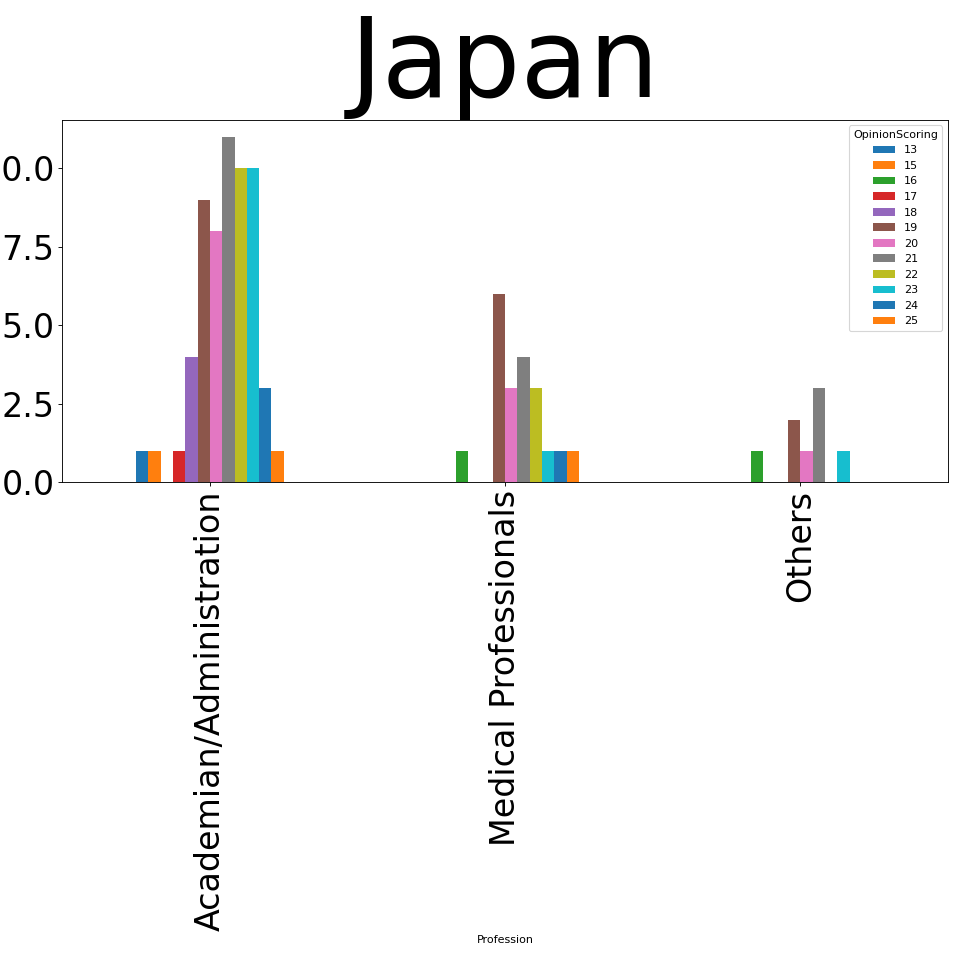 Japan
OpinionScoring
13
15
16
17
18
19
20
21
22
23
24
25
0.0
7.5
5.0
2.5
0.0
Academian/Administration
Medical Professionals
Others
Profession